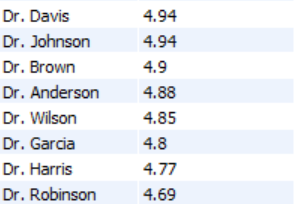 Dr. Davis 4.94
Dr. Johnson 4.94
Dr. Brown 4.9
Dr. Anderson 4.88
Dr. Wilson 4.85
Dr. Garcia 4.8
Dr. Harris 4.77
Dr. Robinson 4.69